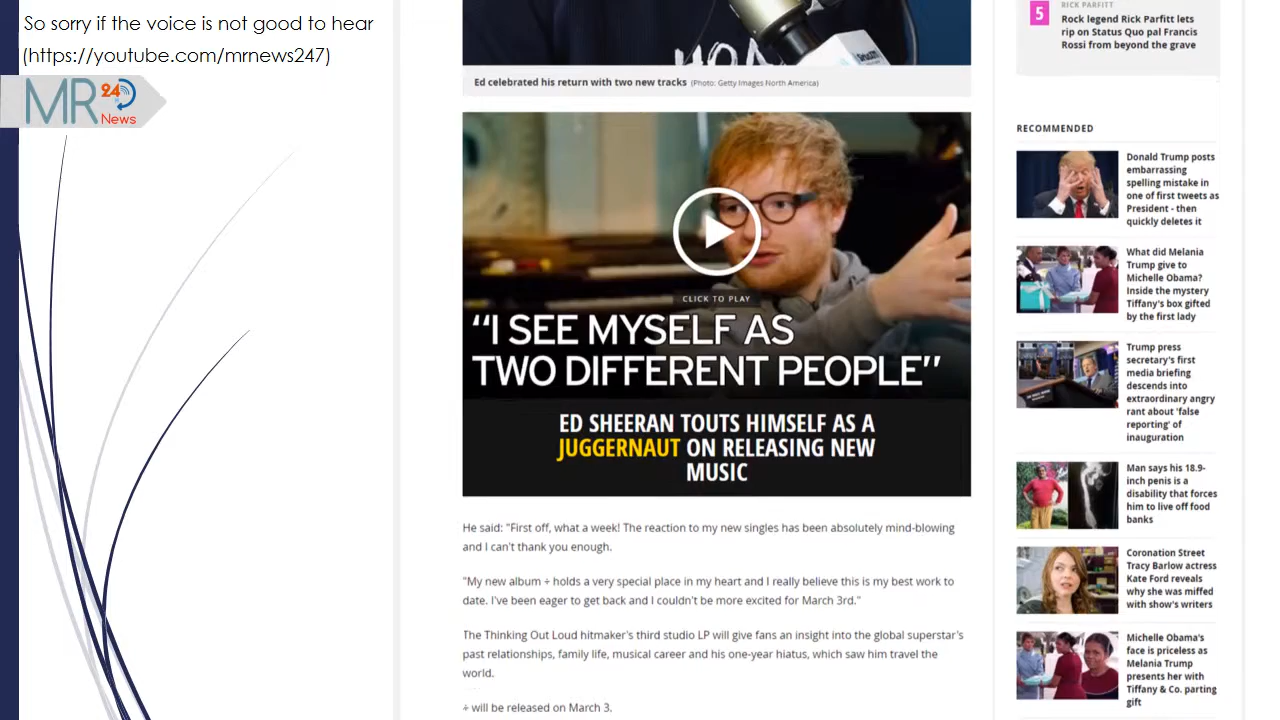 So sorry if the voice is not good to hear
(https://youtube.com/mrnews247)
MR 24
News
Ed celebrated his return with two new tracks (Photo: Getty Images North America)
CLICK TO PLAY
“I SEE MYSELF AS
TWO DIFFERENT PEOPLE”
ED SHEERAN TOUTS HIMSELF AS A
JUGGERNAUT ON RELEASING NEW
MUSIC
He said: "First off, what a week! The reaction to my new singles has been absolutely mind-blowing
and I can't thank you enough.
"My new album ÷ holds a very special place in my heart and I really believe this is my best work to
date. I've been eager to get back and I couldn't be more excited for March 3rd."
The Thinking Out Loud hitmaker's third studio LP will give fans an insight into the global superstar's
past relationships, family life, musical career and his one-year hiatus, which saw him travel the
world.
÷ will be released on March 3.
5
RICK PARFITT
Rock legend Rick Parfitt lets
rip on Status Quo pal Francis
Rossi from beyond the grave
RECOMMENDED
Donald Trump posts
embarrassing
spelling mistake in
one of first tweets as
President - then
quickly deletes it
What did Melania
Trump give to
Michelle Obama?
Inside the mystery
Tiffany's box gifted
by the first lady
Trump press
secretary's first
media briefing
descends into
extraordinary angry
rant about 'false
reporting' of
inauguration
Man says his 18.9-
inch penis is a
disability that forces
him to live off food
banks
Coronation Street
Tracy Barlow actress
Kate Ford reveals
why she was miffed
with show's writers
Michelle Obama's
face is priceless as
Melania Trump
presents her with
Tiffany & Co. parting
gift